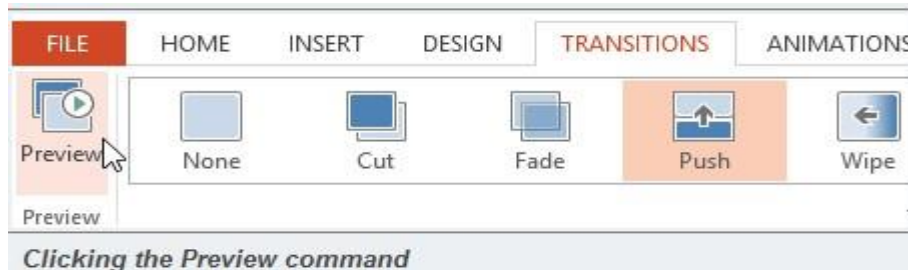 FILE HOME INSERT DESIGN TRANSITIONS ANIMATIONS
Preview None Cut Fade Push Wipe
Preview
Clicking the Preview command